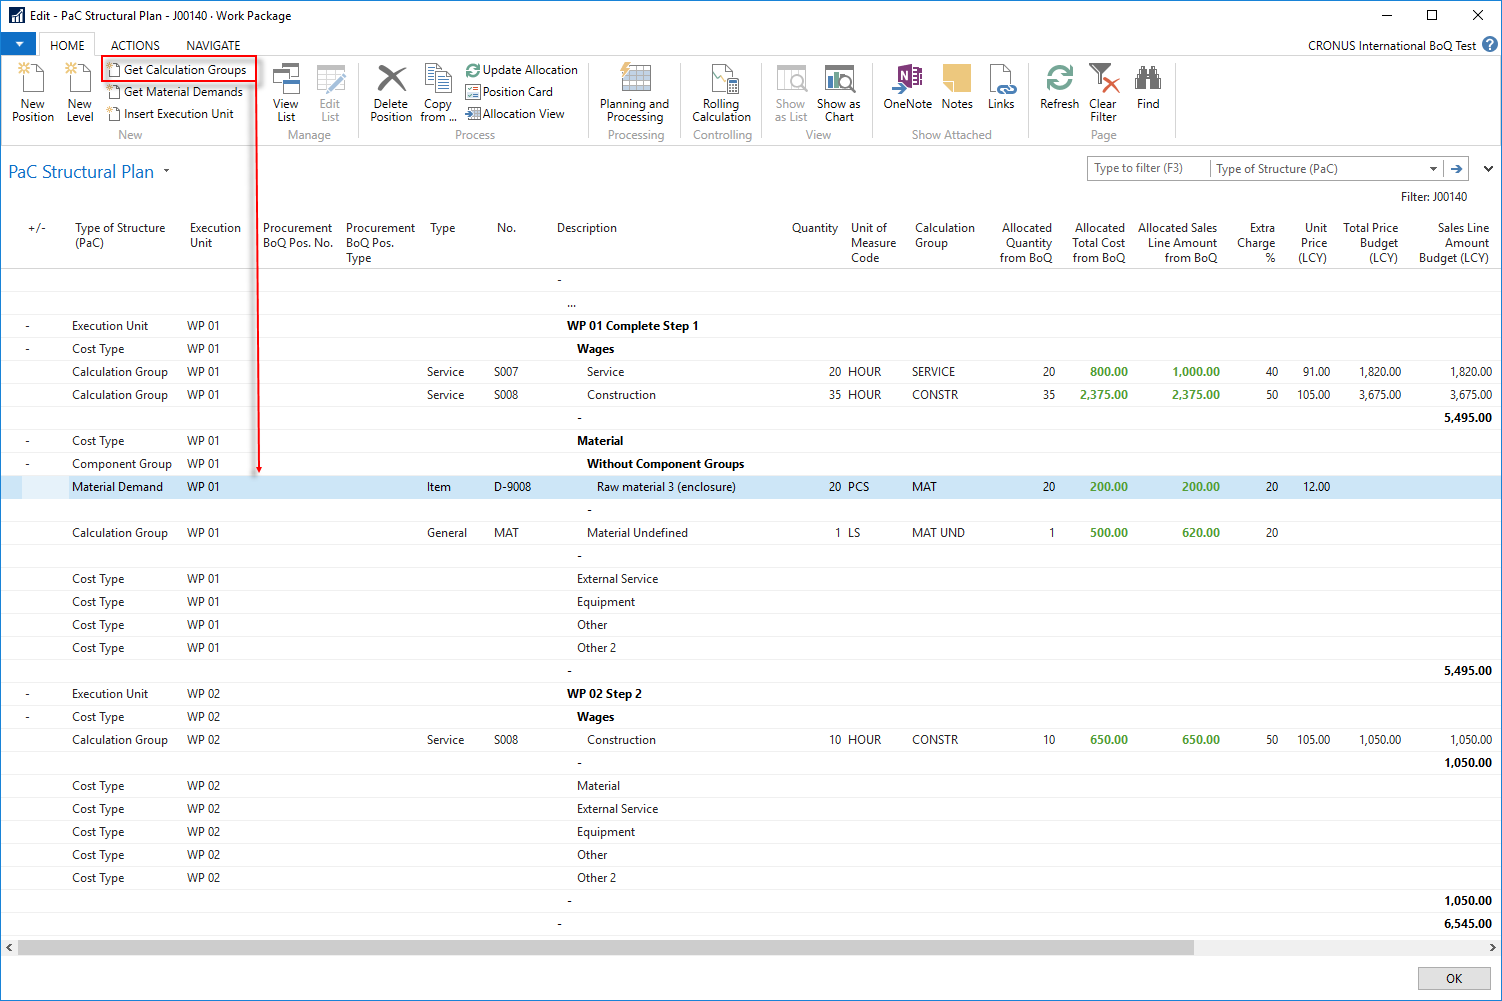 Edit - PaC Structural Plan - J00140 · Work Package
HOME ACTIONS NAVIGATE CRONUS International BoQ Test ?
New Position
New Level
Get Calculation Groups
Get Material Demands
Insert Execution Unit
New
View List
Edit List
Manage
Delete Position
Copy from ...
Update Allocation
Position Card
Allocation View
Process
Planning and Processing
Processing
Rolling Calculation
Controlling
Show as List
Show as Chart
View
OneNote
Notes
Links
Show Attached
Refresh
Clear Filter
Find
Page
PaC Structural Plan
Type to filter (F3) Type of Structure (PaC)
Filter: J00140
+/- Type of Structure (PaC) Execution Unit Procurement BoQ Pos. No. Procurement BoQ Pos. Type Type No. Description Quantity Unit of Measure Code Calculation Group Allocated Quantity from BoQ Allocated Total Cost from BoQ Allocated Sales Line Amount from BoQ Extra Charge % Unit Price (LCY) Total Price Budget (LCY) Sales Line Amount Budget (LCY)
-
...
- Execution Unit WP 01 WP 01 Complete Step 1
- Cost Type WP 01 Wages
Calculation Group WP 01 Service S007 Service 20 HOUR SERVICE 20 800.00 1,000.00 40 91.00 1,820.00 1,820.00
Calculation Group WP 01 Service S008 Construction 35 HOUR CONSTR 35 2,375.00 2,375.00 50 105.00 3,675.00 3,675.00
- 5,495.00
- Cost Type WP 01 Material
- Component Group WP 01 Without Component Groups
Material Demand WP 01 Item D-9008 Raw material 3 (enclosure) 20 PCS MAT 20 200.00 200.00 20 12.00
-
Calculation Group WP 01 General MAT Material Undefined 1 LS MAT UND 1 500.00 620.00 20
-
Cost Type WP 01 External Service
Cost Type WP 01 Equipment
Cost Type WP 01 Other
Cost Type WP 01 Other 2
- 5,495.00
- Execution Unit WP 02 WP 02 Step 2
- Cost Type WP 02 Wages
Calculation Group WP 02 Service S008 Construction 10 HOUR CONSTR 10 650.00 650.00 50 105.00 1,050.00 1,050.00
- 1,050.00
Cost Type WP 02 Material
Cost Type WP 02 External Service
Cost Type WP 02 Equipment
Cost Type WP 02 Other
Cost Type WP 02 Other 2
- 1,050.00
- 6,545.00
OK